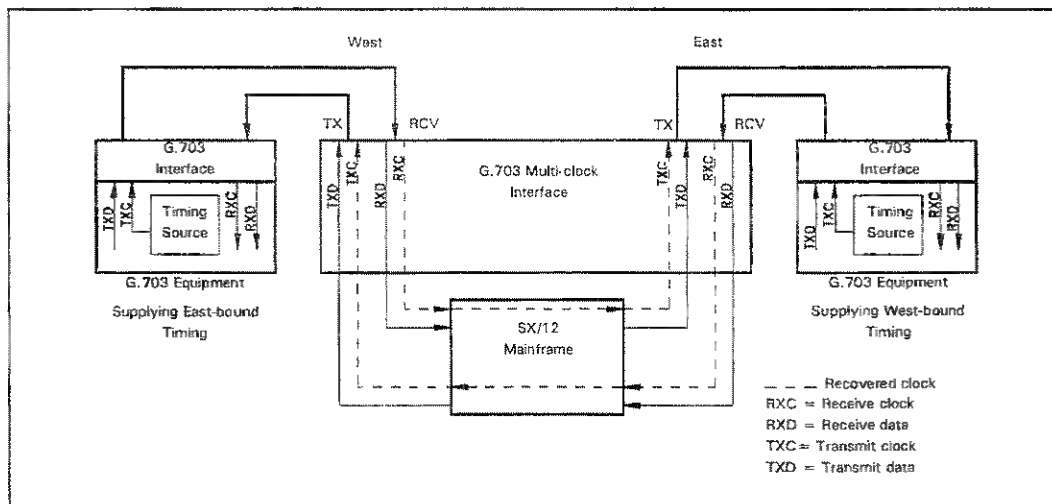 West
East
TX
RCV
TX
RCV
G.703
Interface
TXD
TXC
Timing
Source
RXC
RXD
G.703 Equipment
Supplying East-bound
Timing
G.703 Multi-clock
Interface
TXD
TXC
RXD
RXC
TXC
TXD
RXC
RXD
SX/12
Mainframe
G.703
Interface
TXD
TXC
Timing
Source
RXC
RXD
G.703 Equipment
Supplying West-bound
Timing
Recovered clock
RXC = Receive clock
RXD = Receive data
TXC = Transmit clock
TXD = Transmit data